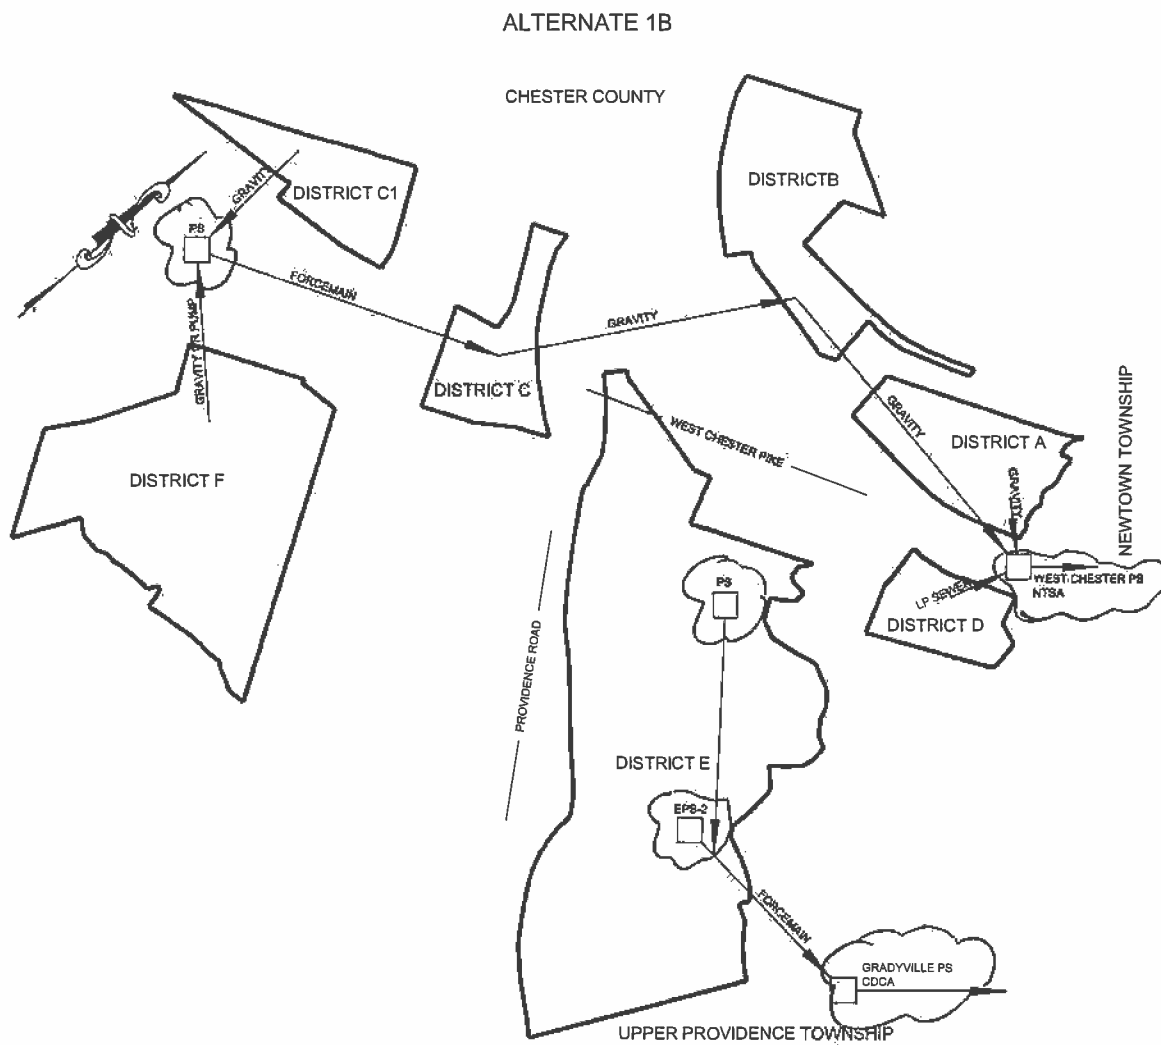 ALTERNATE 1B
CHESTER COUNTY
DISTRICT C1
GRAVITY
DISTRICTB
PS
FORCEMAIN
GRAVITY OR PUMP
GRAVITY
DISTRICT C
WEST CHESTER PIKE
GRAVITY
DISTRICT A
NEWTOWN TOWNSHIP
DISTRICT F
GRAVITY
WEST CHESTER PS
NTSA
LP SEWER
DISTRICT D
PS
PROVIDENCE ROAD
DISTRICT E
EPS-2
FORCEMAIN
GRADYVILLE PS
CDCA
UPPER PROVIDENCE TOWNSHIP